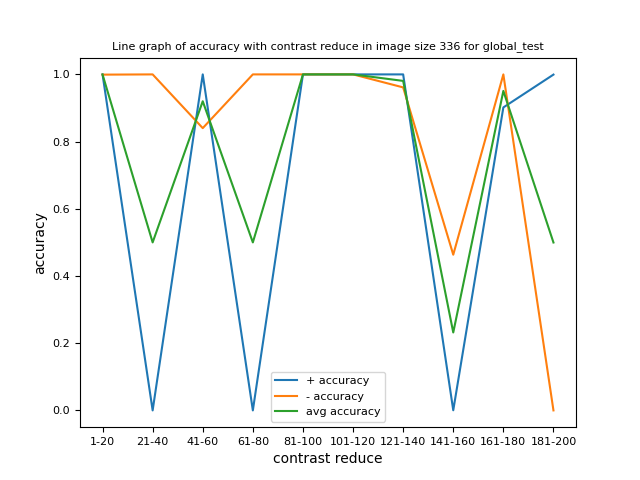 Line graph of accuracy with contrast reduce in image size 336 for global_test
1.0
0.8
0.6
0.4
0.2
0.0
accuracy
+ accuracy
- accuracy
avg accuracy
1-20 21-40 41-60 61-80 81-100 101-120 121-140 141-160 161-180 181-200
contrast reduce